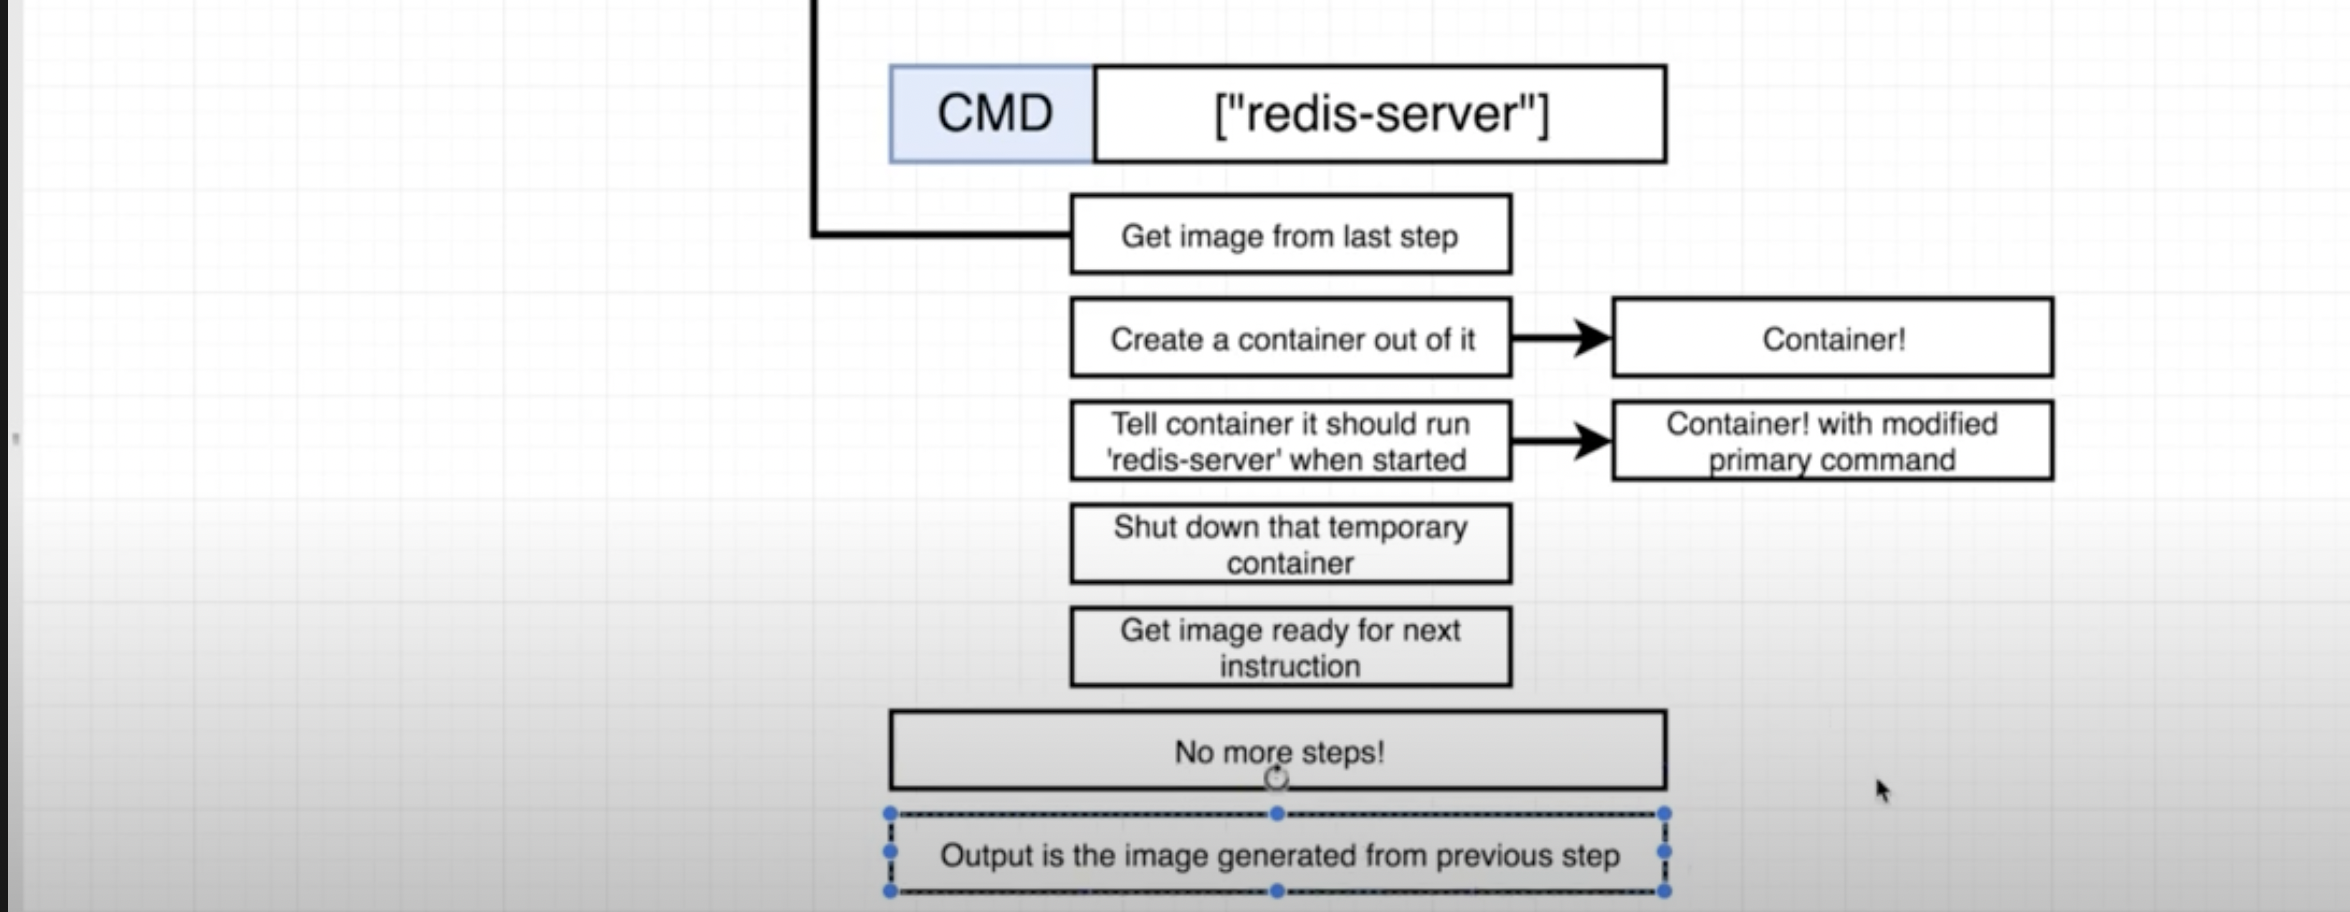 CMD ["redis-server"]
Get image from last step
Create a container out of it
Container!
Tell container it should run
'redis-server' when started
Container! with modified
primary command
Shut down that temporary
container
Get image ready for next
instruction
No more steps!
Output is the image generated from previous step